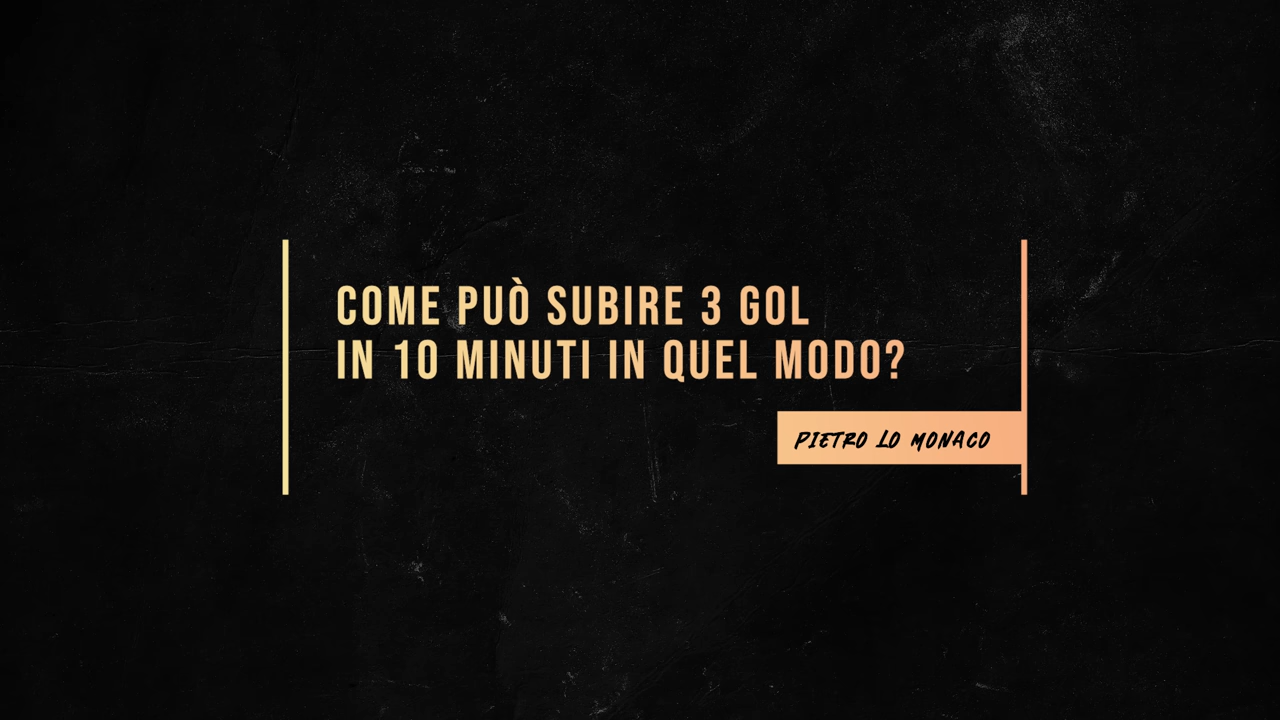 COME PUÒ SUBIRE 3 GOL
IN 10 MINUTI IN QUEL MODO?
PIETRO LO MONACO